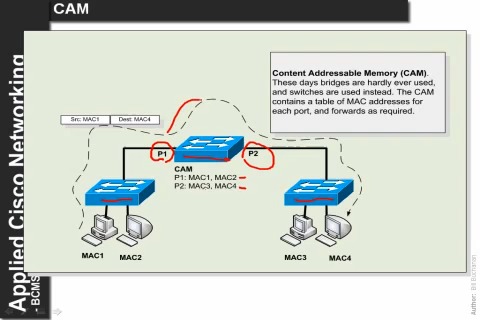 CAM
Applied Cisco Networking
- BCMS
Content Addressable Memory (CAM).
These days bridges are hardly ever used,
and switches are used instead. The CAM
contains a table of MAC addresses for
each port, and forwards as required.
Src: MAC1
Dest: MAC4
P1
P2
CAM
P1: MAC1, MAC2
P2: MAC3, MAC4
MAC1
MAC2
MAC3
MAC4
Author: Bill Buchanan